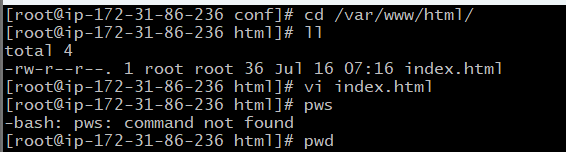 [root@ip-172-31-86-236 conf]# cd /var/www/html/
[root@ip-172-31-86-236 html]# ll
total 4
-rw-r--r--. 1 root root 36 Jul 16 07:16 index.html
[root@ip-172-31-86-236 html]# vi index.html
[root@ip-172-31-86-236 html]# pws
-bash: pws: command not found
[root@ip-172-31-86-236 html]# pwd